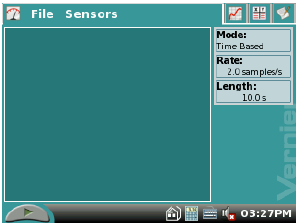 File Sensors
Mode:
Time Based
Rate:
2.0 samples/s
Length:
10.0 s
Vernier
03:27PM